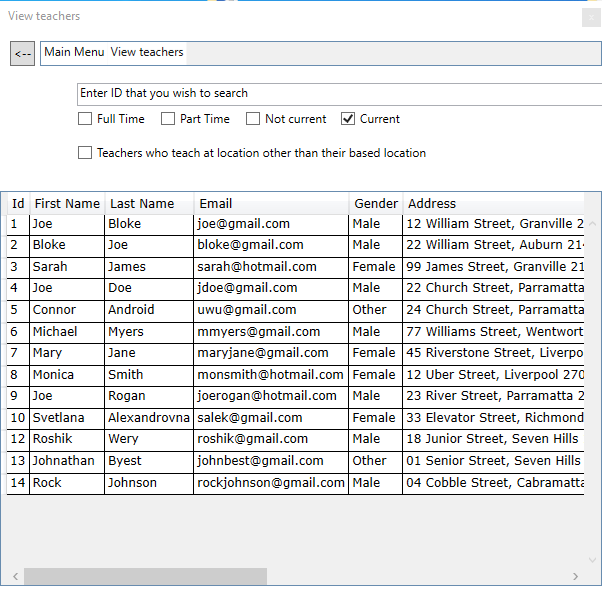 View teachers
x
<-- Main Menu View teachers
Enter ID that you wish to search
Full Time Part Time Not current Current
Teachers who teach at location other than their based location
Id First Name Last Name Email Gender Address
1 Joe Bloke joe@gmail.com Male 12 William Street, Granville 2
2 Bloke Joe bloke@gmail.com Male 22 William Street, Auburn 214
3 Sarah James sarah@hotmail.com Female 99 James Street, Granville 21
4 Joe Doe jdoe@gmail.com Male 22 Church Street, Parramatta
5 Connor Android uwu@gmail.com Other 24 Church Street, Parramatta
6 Michael Myers mmyers@gmail.com Male 77 Williams Street, Wentwort
7 Mary Jane maryjane@gmail.com Female 45 Riverstone Street, Liverpo
8 Monica Smith monsmith@hotmail.com Female 12 Uber Street, Liverpool 270
9 Joe Rogan joerogan@hotmail.com Male 23 River Street, Parramatta 2
10 Svetlana Alexandrovna salek@gmail.com Female 33 Elevator Street, Richmond
12 Roshik Wery roshik@gmail.com Male 18 Junior Street, Seven Hills
13 Johnathan Byest johnbest@gmail.com Other 01 Senior Street, Seven Hills
14 Rock Johnson rockjohnson@gmail.com Male 04 Cobble Street, Cabramatta